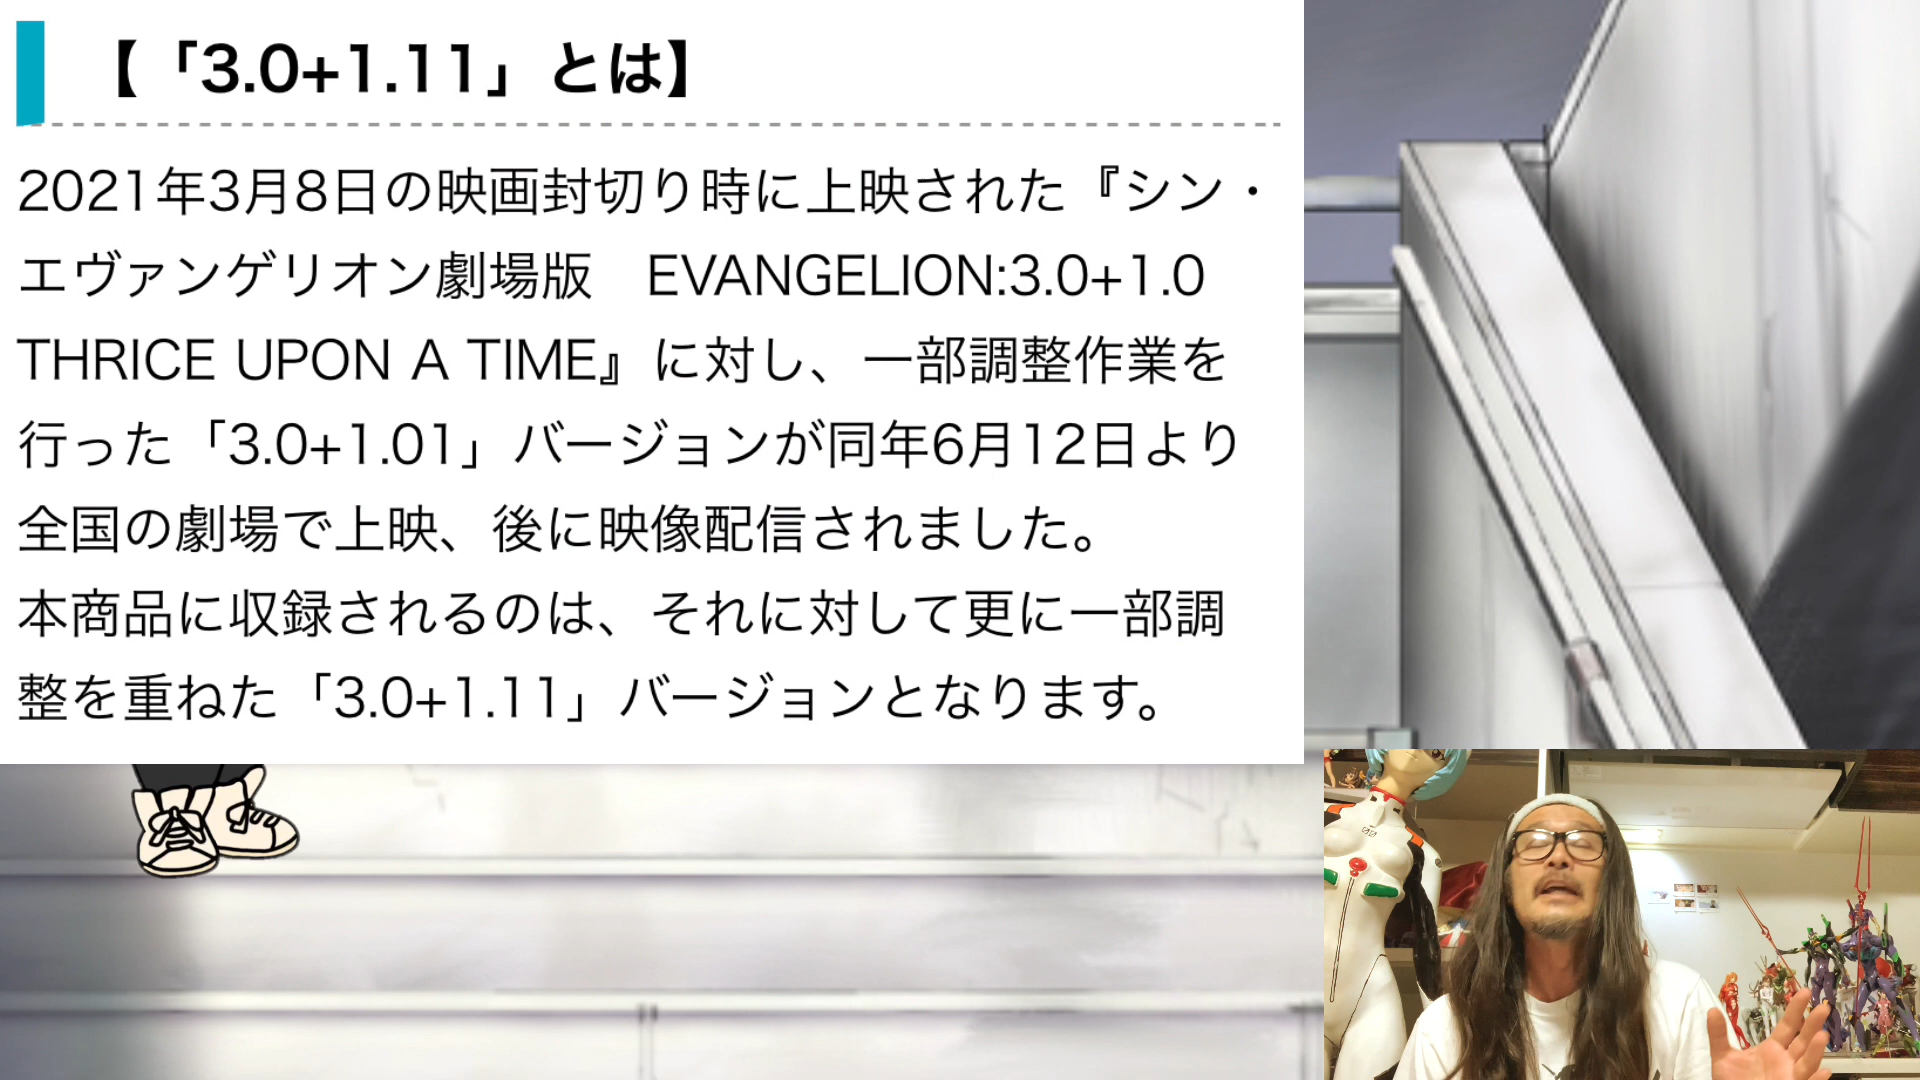 【「3.0+1.11」とは】
2021年3月8日の映画封切り時に上映された『シン・
エヴァンゲリオン劇場版　EVANGELION:3.0+1.0
THRICE UPON A TIME』に対し、一部調整作業を
行った「3.0+1.01」バージョンが同年6月12日より
全国の劇場で上映、後に映像配信されました。
本商品に収録されるのは、それに対して更に一部調
整を重ねた「3.0+1.11」バージョンとなります。
00